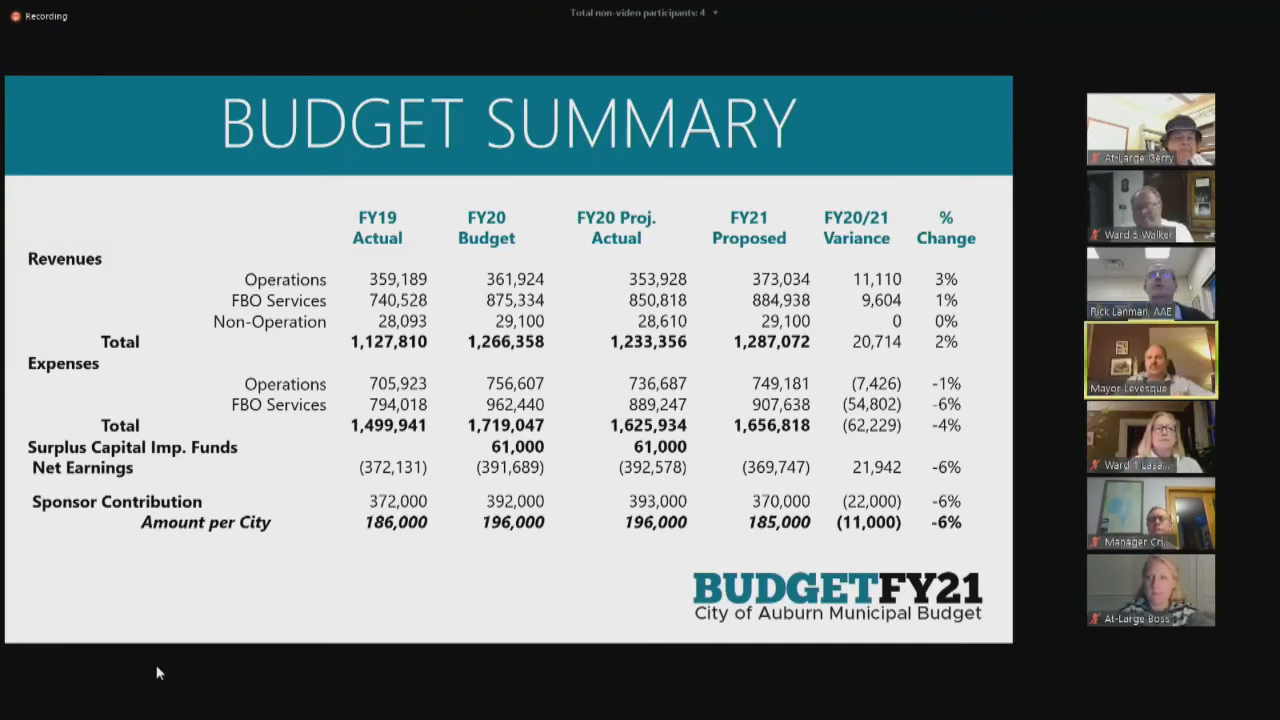 Recording
Total non-video participants: 4
BUDGET SUMMARY
FY19 Actual FY20 Budget FY20 Proj. Actual FY21 Proposed FY20/21 Variance % Change
Revenues
Operations 359,189 361,924 353,928 373,034 11,110 3%
FBO Services 740,528 875,334 850,818 884,938 9,604 1%
Non-Operation 28,093 29,100 28,610 29,100 0 0%
Total 1,127,810 1,266,358 1,233,356 1,287,072 20,714 2%
Expenses
Operations 705,923 756,607 736,687 749,181 (7,426) -1%
FBO Services 794,018 962,440 889,247 907,638 (54,802) -6%
Total 1,499,941 1,719,047 1,625,934 1,656,818 (62,229) -4%
Surplus Capital Imp. Funds 61,000 61,000
Net Earnings (372,131) (391,689) (392,578) (369,747) 21,942 -6%
Sponsor Contribution 372,000 392,000 393,000 370,000 (22,000) -6%
Amount per City 186,000 196,000 196,000 185,000 (11,000) -6%
BUDGETFY21
City of Auburn Municipal Budget
At-Large Gerry
Ward 5 Walker
Rick Lanman, AAE
Mayor Levesque
Ward 1 Lasa...
Manager Cri...
At-Large Boss